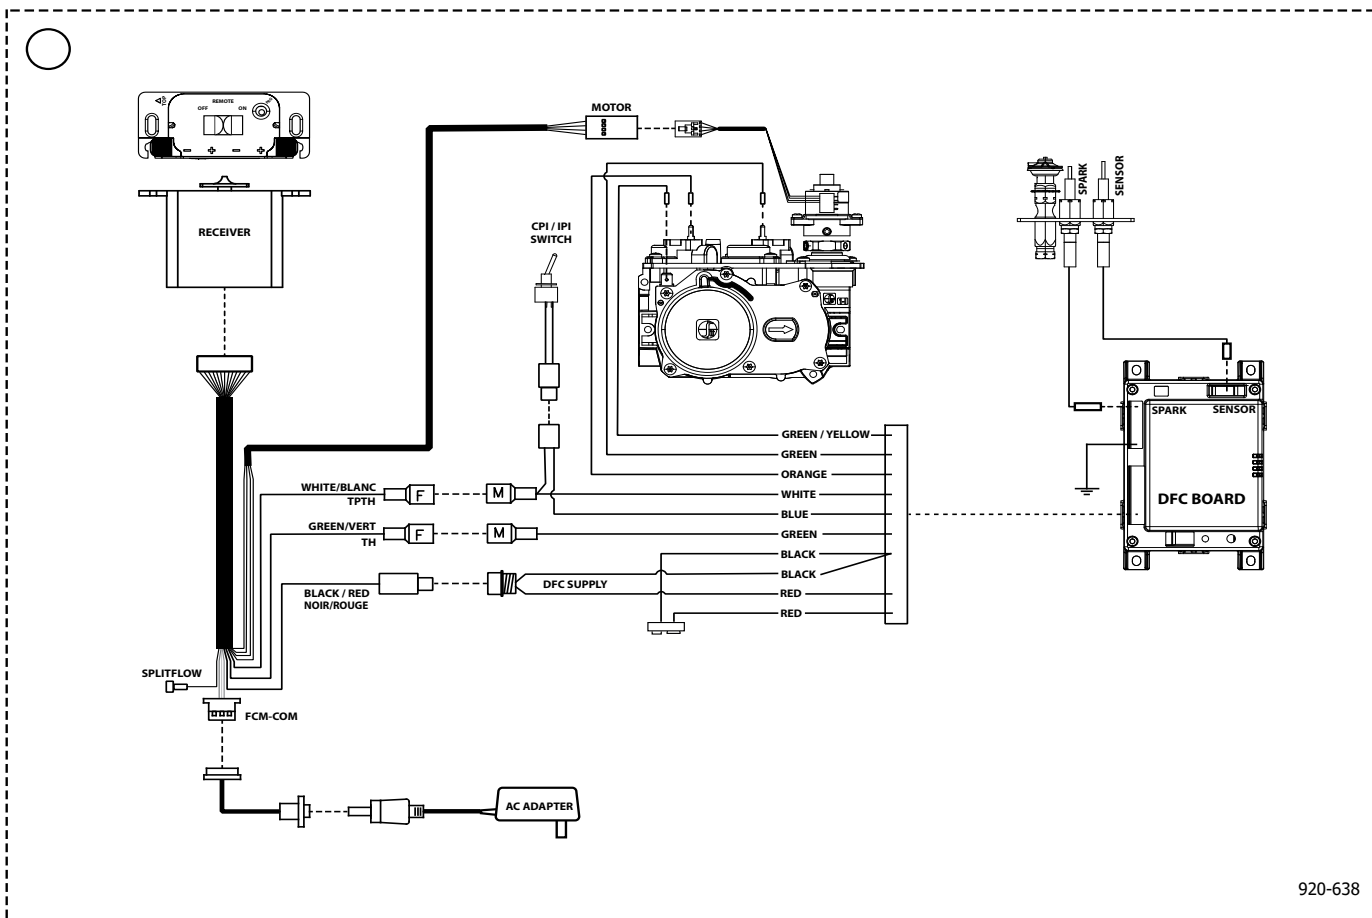 TOP
REMOTE
OFF
ON
- + - +
RECEIVER
MOTOR
CPI / IPI
SWITCH
SPARK
SENSOR
SPARK
SENSOR
DFC BOARD
GREEN / YELLOW
GREEN
ORANGE
WHITE
BLUE
GREEN
BLACK
BLACK
RED
RED
WHITE/BLANC
TPTH
F
M
GREEN/VERT
TH
F
M
BLACK / RED
NOIR/ROUGE
DFC SUPPLY
SPLITFLOW
FCM-COM
AC ADAPTER
920-638